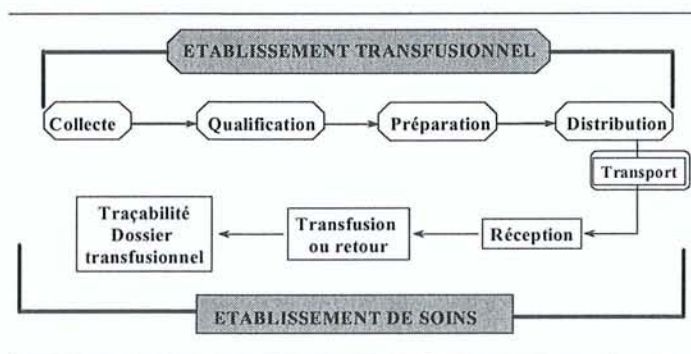 ETABLISSEMENT TRANSFUSIONNEL
Collecte
Qualification
Préparation
Distribution
Transport
Traçabilité
Dossier
transfusionnel
Transfusion
ou retour
Réception
ETABLISSEMENT DE SOINS